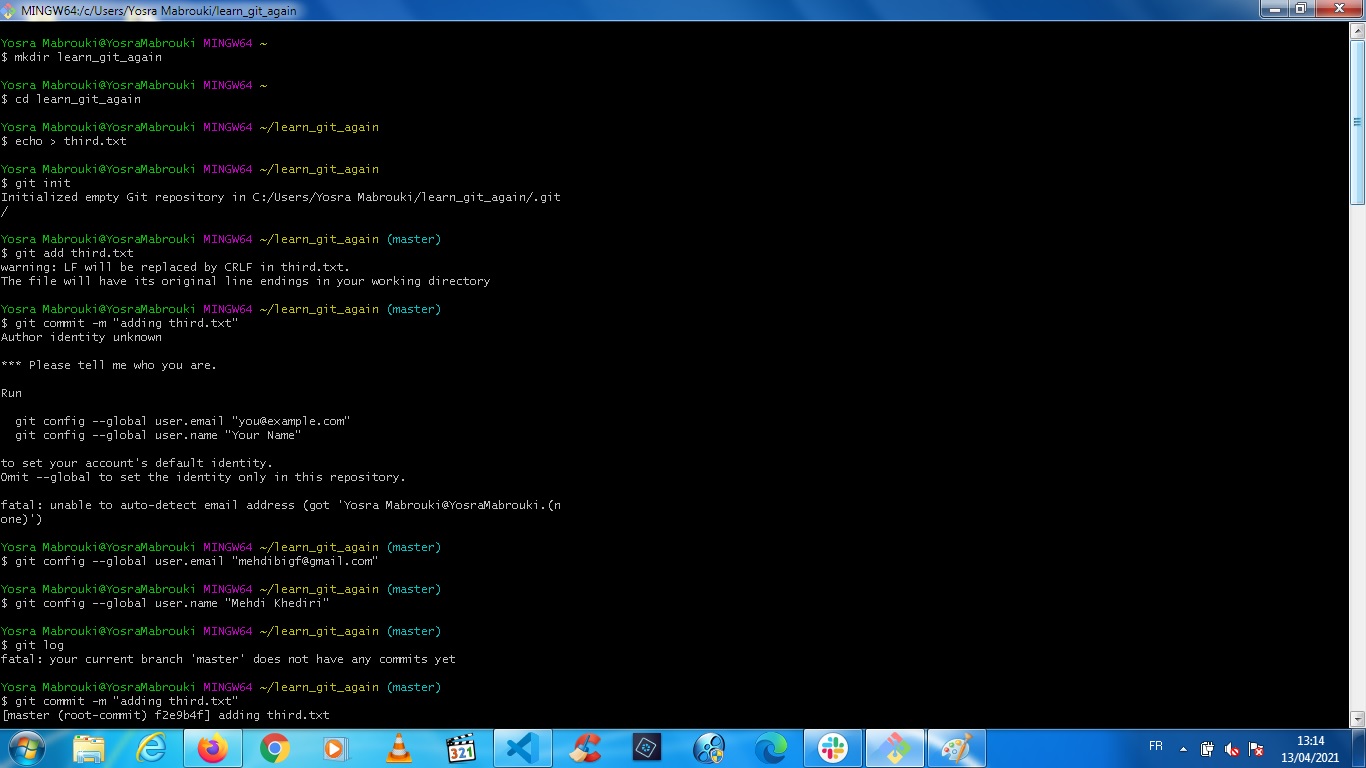 MINGW64:/c/Users/Yosra Mabrouki/learn_git_again
Yosra Mabrouki@YosraMabrouki MINGW64 ~
$ mkdir learn_git_again
Yosra Mabrouki@YosraMabrouki MINGW64 ~
$ cd learn_git_again
Yosra Mabrouki@YosraMabrouki MINGW64 ~/learn_git_again
$ echo > third.txt
Yosra Mabrouki@YosraMabrouki MINGW64 ~/learn_git_again
$ git init
Initialized empty Git repository in C:/Users/Yosra Mabrouki/learn_git_again/.git
/
Yosra Mabrouki@YosraMabrouki MINGW64 ~/learn_git_again (master)
$ git add third.txt
warning: LF will be replaced by CRLF in third.txt.
The file will have its original line endings in your working directory
Yosra Mabrouki@YosraMabrouki MINGW64 ~/learn_git_again (master)
$ git commit -m "adding third.txt"
Author identity unknown
*** Please tell me who you are.
Run
git config --global user.email "you@example.com"
git config --global user.name "Your Name"
to set your account's default identity.
Omit --global to set the identity only in this repository.
fatal: unable to auto-detect email address (got 'Yosra Mabrouki@YosraMabrouki.(n
one)')
Yosra Mabrouki@YosraMabrouki MINGW64 ~/learn_git_again (master)
$ git config --global user.email "mehdibigf@gmail.com"
Yosra Mabrouki@YosraMabrouki MINGW64 ~/learn_git_again (master)
$ git config --global user.name "Mehdi Khediri"
Yosra Mabrouki@YosraMabrouki MINGW64 ~/learn_git_again (master)
$ git log
fatal: your current branch 'master' does not have any commits yet
Yosra Mabrouki@YosraMabrouki MINGW64 ~/learn_git_again (master)
$ git commit -m "adding third.txt"
[master (root-commit) f2e9b4f] adding third.txt
321
FR
13:14
13/04/2021